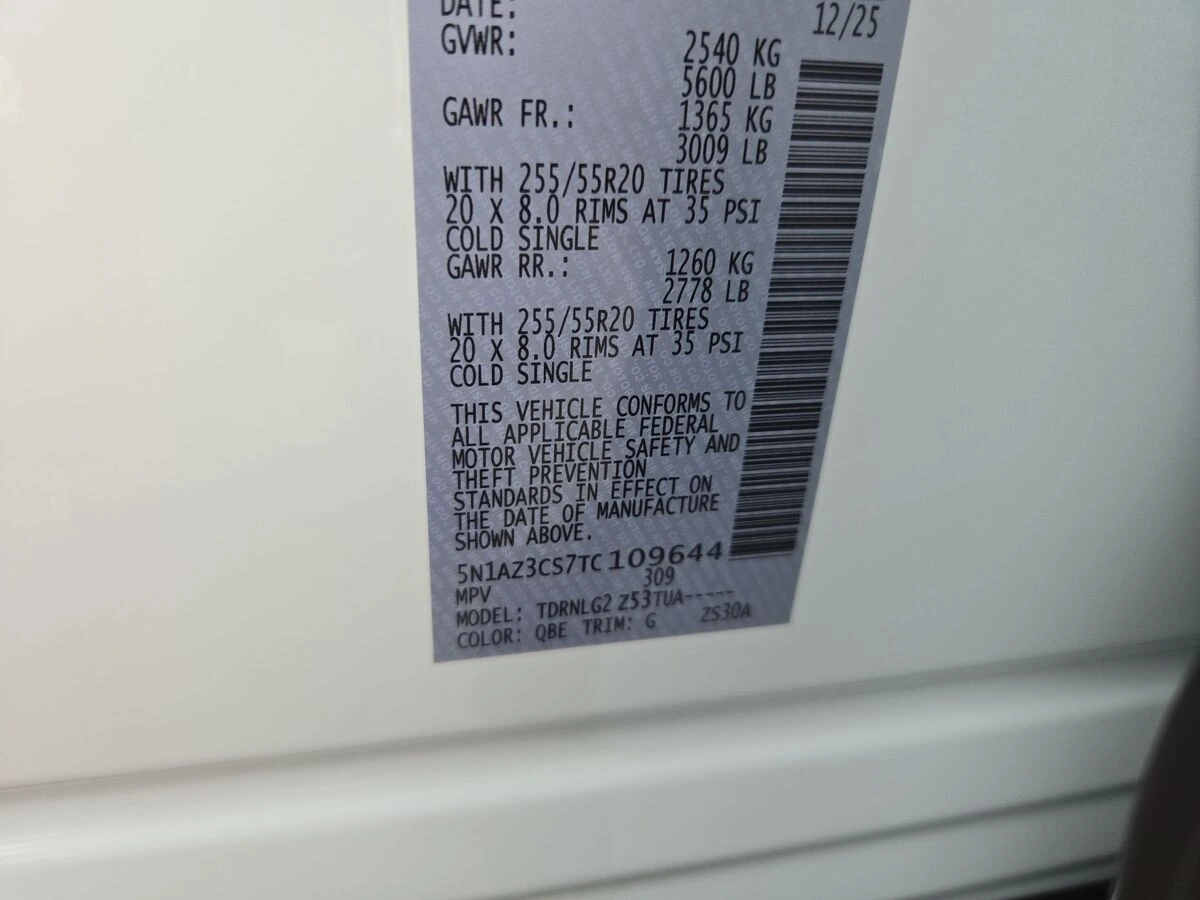 DATE: 12/25
GVWR: 2540 KG
5600 LB
GAWR FR.: 1365 KG
3009 LB
WITH 255/55R20 TIRES
20 X 8.0 RIMS AT 35 PSI
COLD SINGLE
GAWR RR.: 1260 KG
2778 LB
WITH 255/55R20 TIRES
20 X 8.0 RIMS AT 35 PSI
COLD SINGLE
THIS VEHICLE CONFORMS TO
ALL APPLICABLE FEDERAL
MOTOR VEHICLE SAFETY AND
THEFT PREVENTION
STANDARDS IN EFFECT ON
THE DATE OF MANUFACTURE
SHOWN ABOVE.
5N1AZ3CS7TC109644
MPV 309
MODEL: TDRNLG2 Z53TUA-----
COLOR: QBE TRIM: G ZS30A